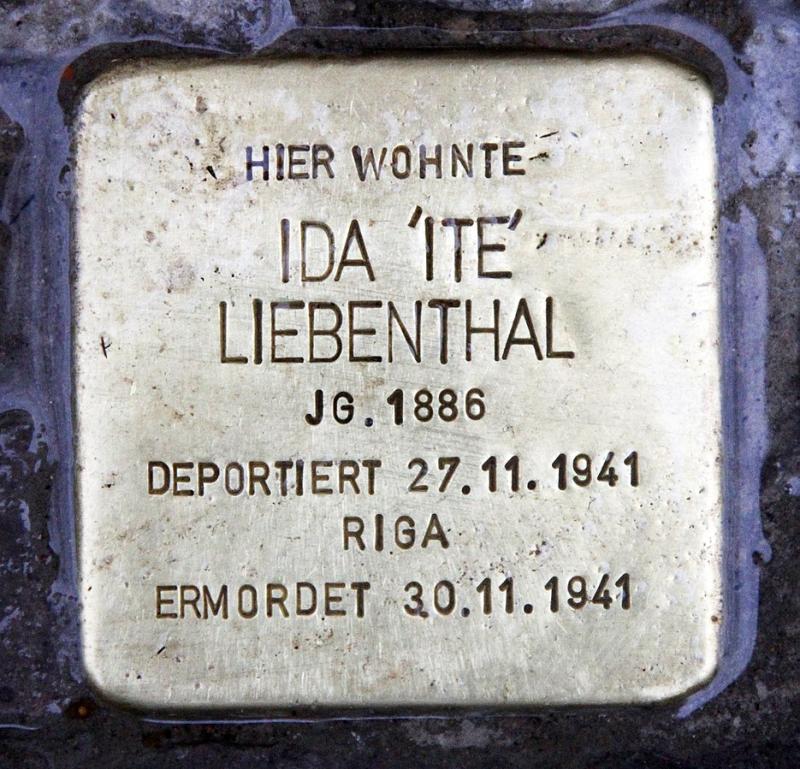 HIER WOHNTE
IDA 'ITE'
LIEBENTHAL
JG. 1886
DEPORTIERT 27.11.1941
RIGA
ERMORDET 30.11.1941